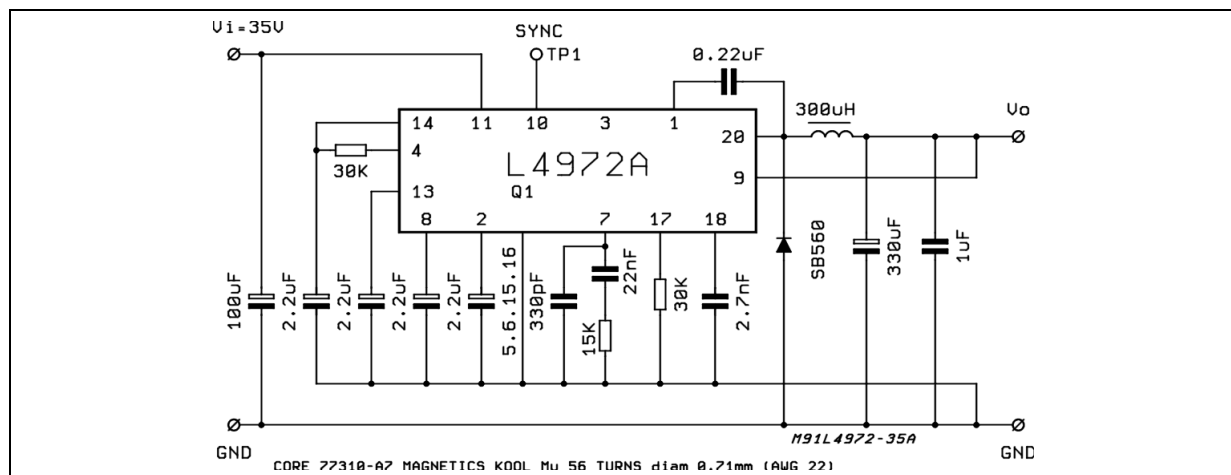 Vi=35V
SYNC
TP1
0.22uF
300uH
Vo
14
11
10
3
1
20
4
30K
L4972A
9
13
Q1
8
2
7
17
18
100uF
2.2uF
2.2uF
2.2uF
2.2uF
5.6.15.16
330pF
22nF
15K
30K
2.7nF
SB560
330uF
1uF
M91L4972-35A
GND
GND
CORE 77310-A7 MAGNETICS KOOL Mu 56 TURNS diam 0.71mm (AWG 22)